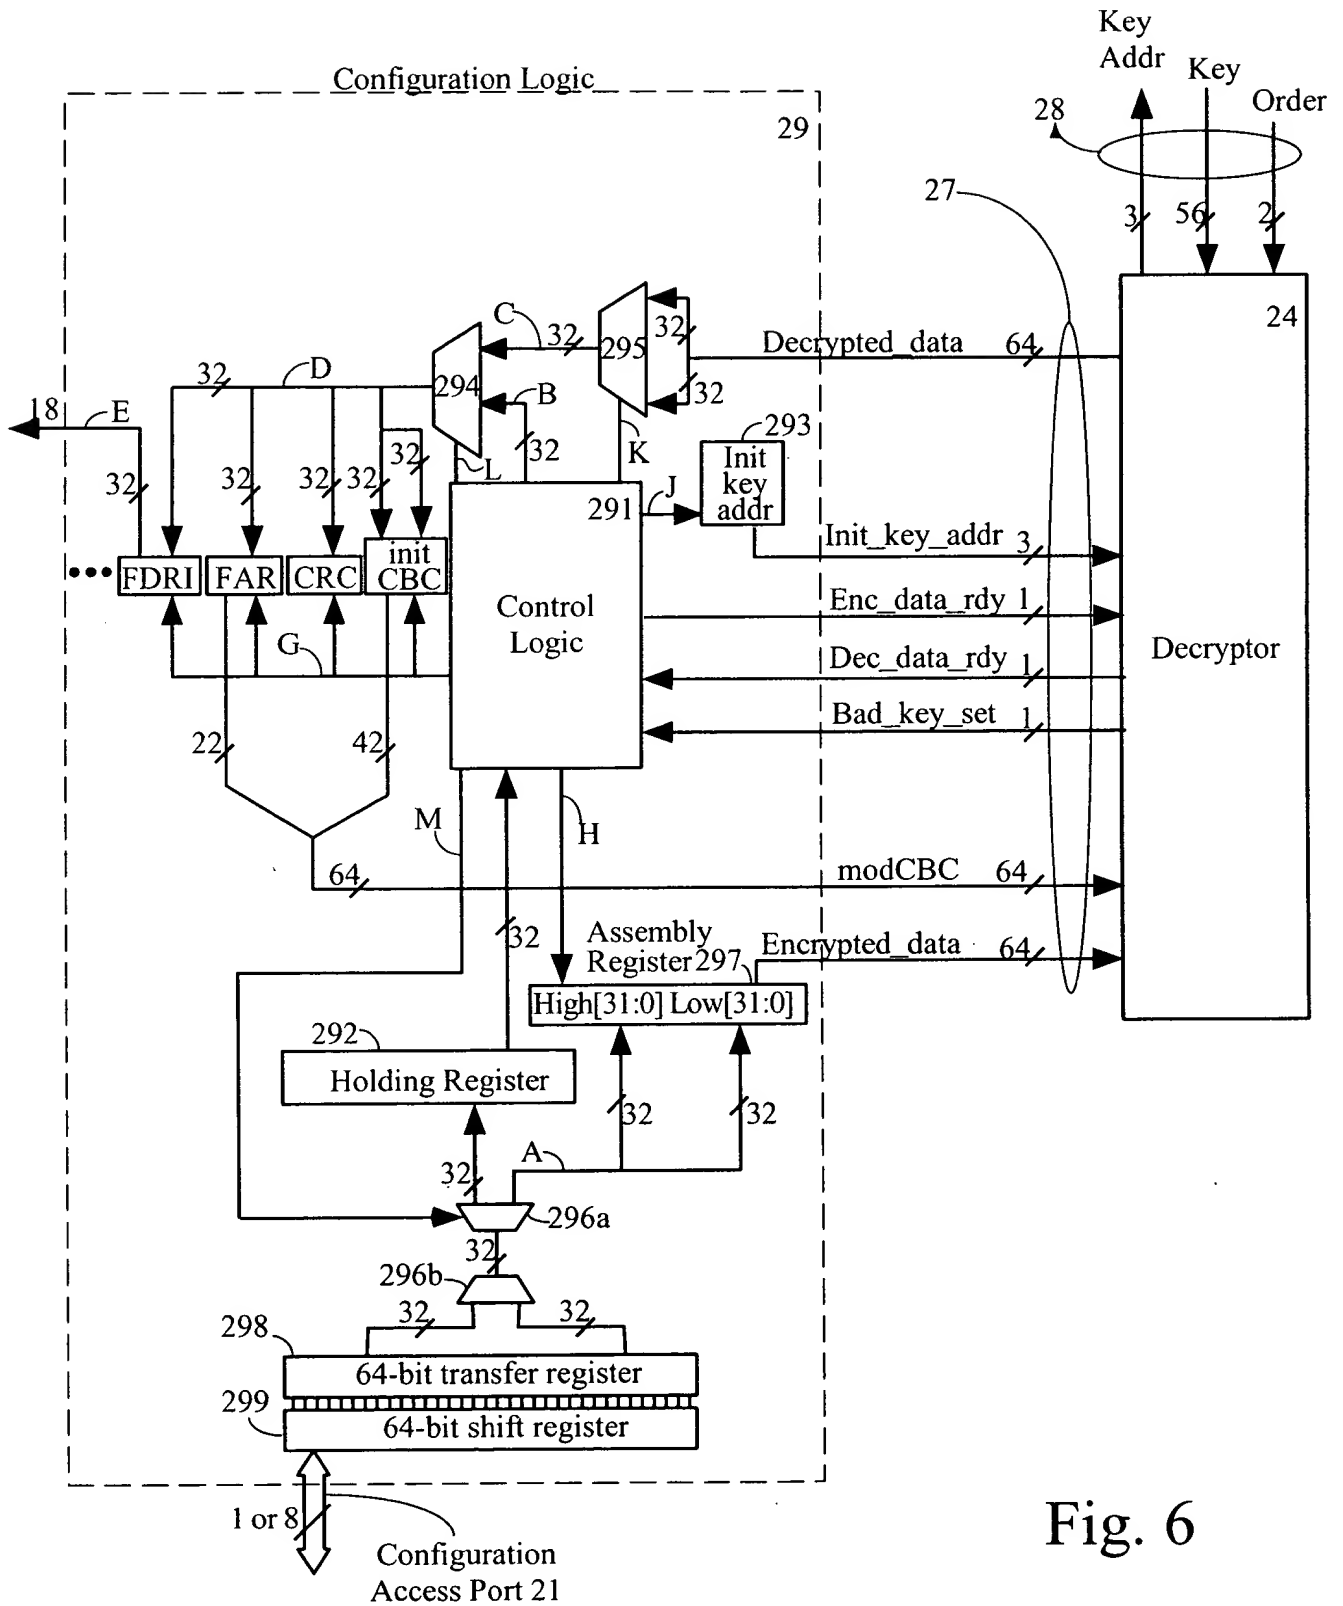 Key
Addr
Key
Order
Configuration Logic
29
28
27
3
56
2
24
C
32
295
32
Decrypted_data
64
32
D
294
B
32
18
E
K
293
32
32
32
32
32
32
L
291
J
Init
key
addr
Init_key_addr
3
FDRI
FAR
CRC
init
CBC
Control
Logic
Enc_data_rdy
1
Decryptor
G
Dec_data_rdy
1
Bad_key_set
1
22
42
M
H
64
modCBC
64
32
Assembly
Register
297
Encrypted_data
64
High[31:0]
Low[31:0]
292
Holding Register
32
32
A
32
296a
32
296b
32
32
298
64-bit transfer register
299
64-bit shift register
1 or 8
Configuration
Access Port 21
Fig. 6